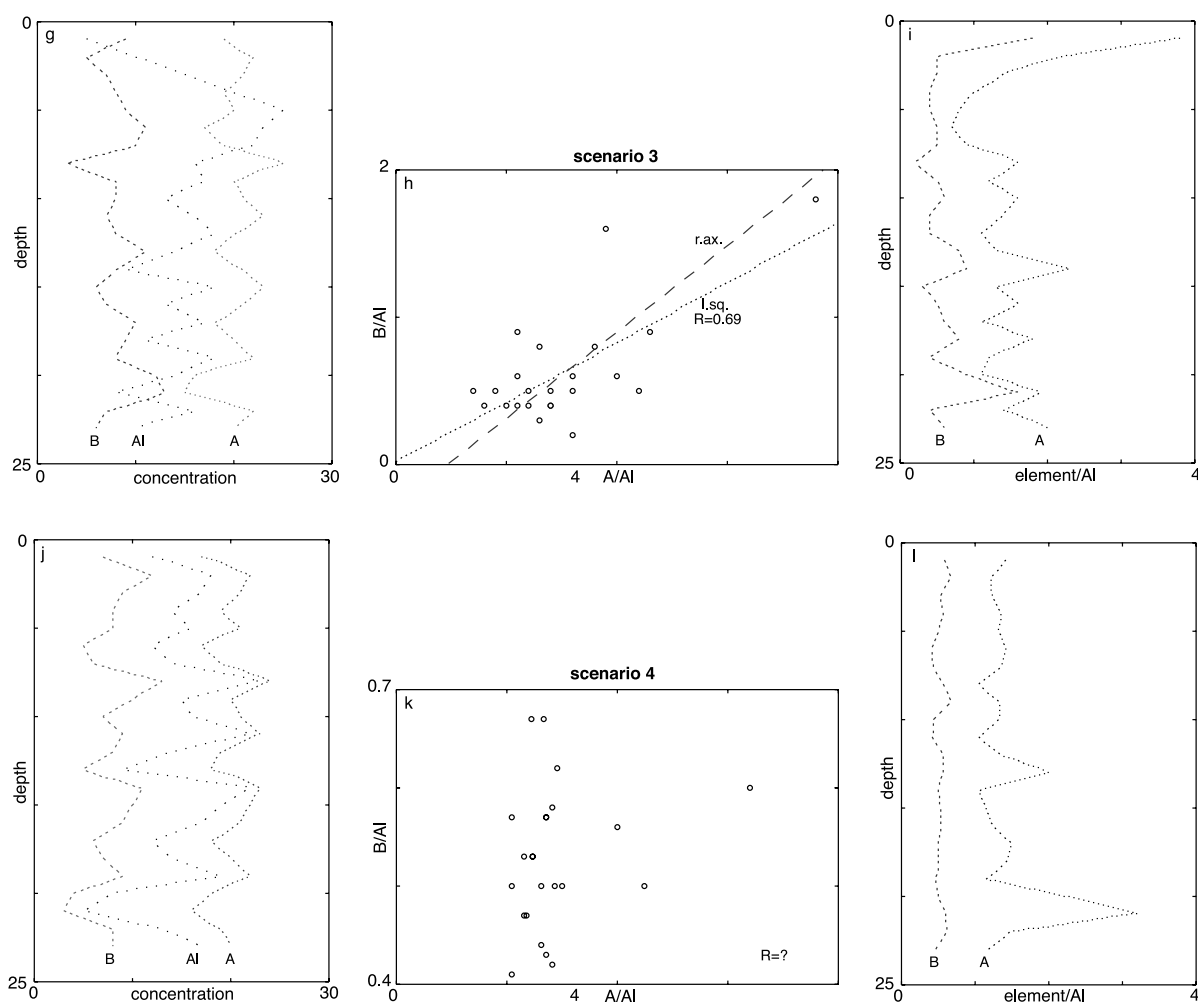 0
g
depth
B
Al
A
25
0
concentration
30
scenario 3
2
h
r.ax.
B/Al
l.sq.
R=0.69
0
0
4
A/Al
0
i
depth
B
A
25
0
element/Al
4
0
j
depth
B
Al
A
25
0
concentration
30
scenario 4
0.7
k
B/Al
R=?
0.4
0
4
A/Al
0
l
depth
B
A
25
0
element/Al
4